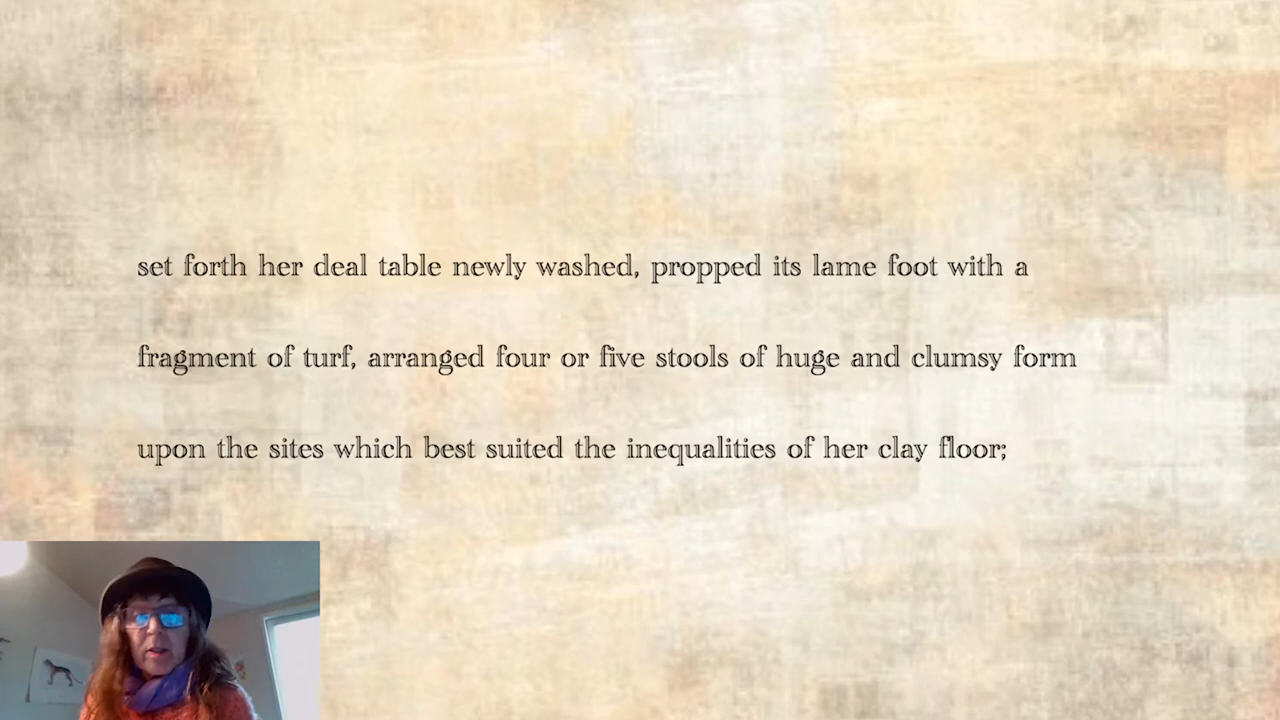 set forth her deal table newly washed, propped its lame foot with a
fragment of turf, arranged four or five stools of huge and clumsy form
upon the sites which best suited the inequalities of her clay floor;